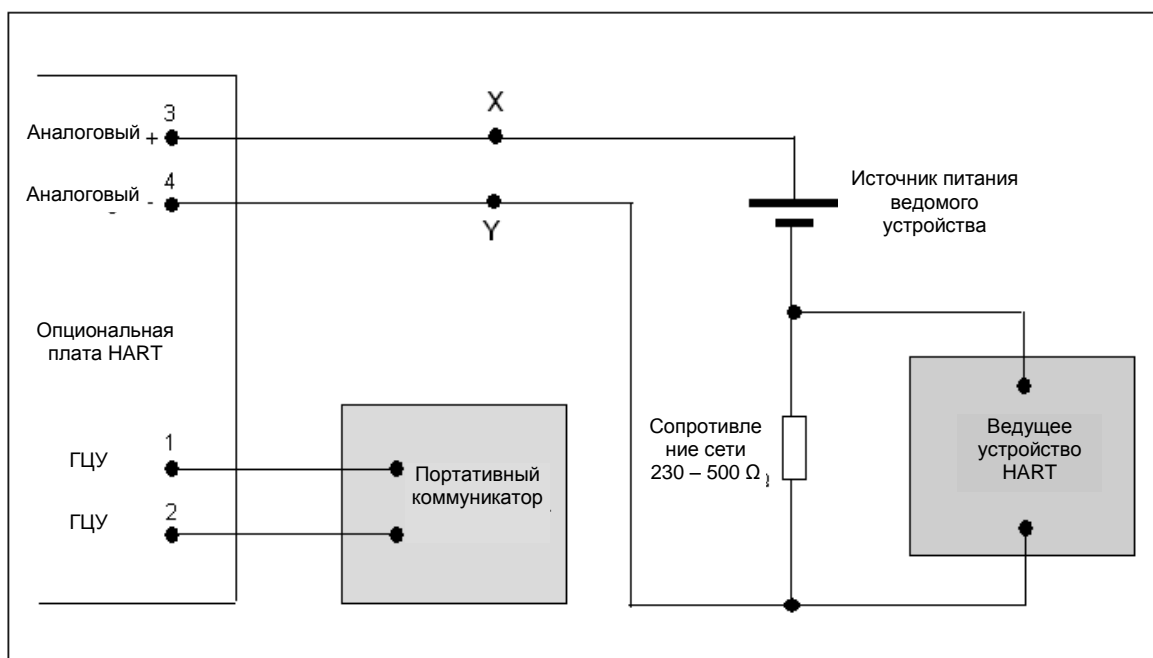 3
X
Аналоговый +
4
Аналоговый -
Y
Источник питания
ведомого
устройства
Опциональная
плата HART
Сопротивле
ние сети
230 – 500 Ω
Ведущее
устройство
HART
1
ГЦУ
Портативный
коммуникатор
2
ГЦУ